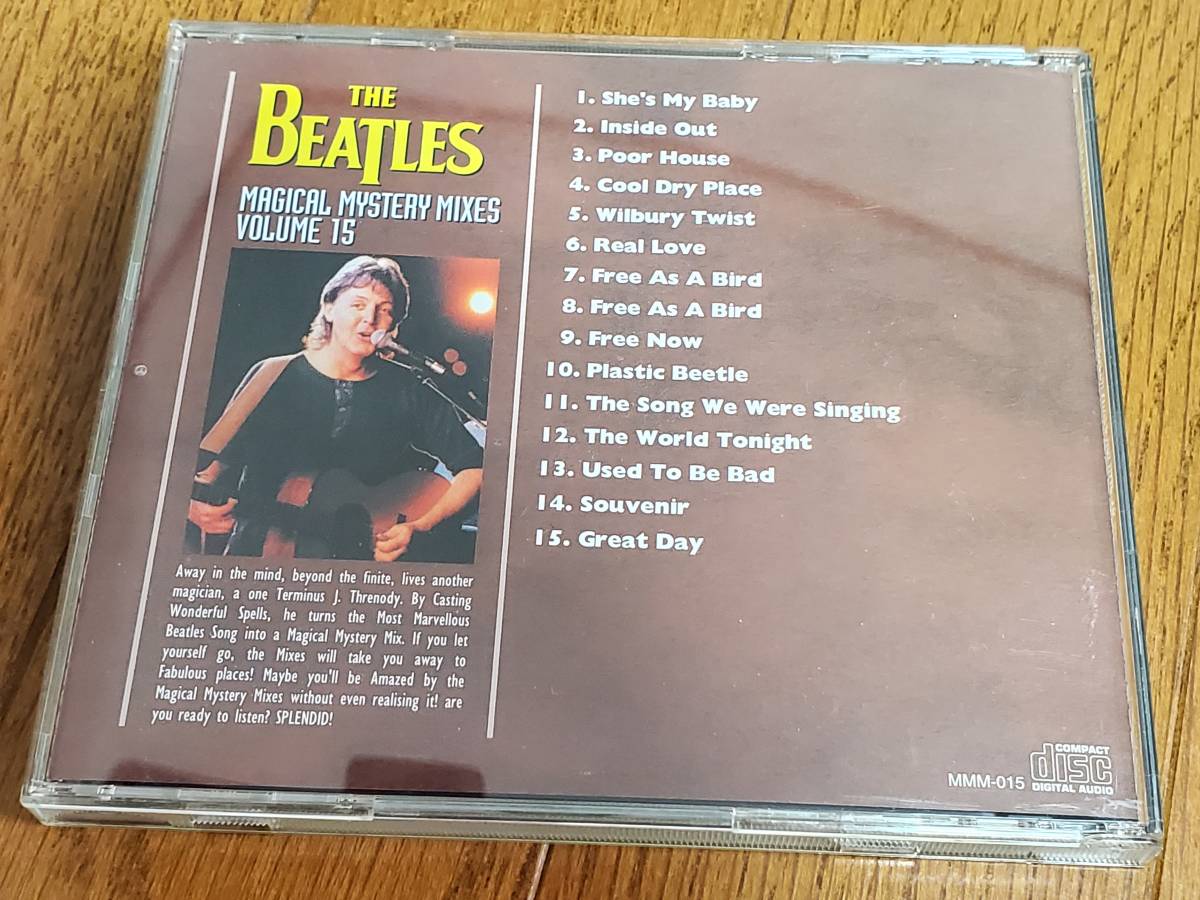 THE
BEATLES
MAGICAL MYSTERY MIXES
VOLUME 15
Away in the mind, beyond the finite, lives another
magician, a one Terminus J. Threnody. By Casting
Wonderful Spells, he turns the Most Marvellous
Beatles Song into a Magical Mystery Mix. If you let
yourself go, the Mixes will take you away to
Fabulous places! Maybe you'll be Amazed by the
Magical Mystery Mixes without even realising it! are
you ready to listen? SPLENDID!
1. She's My Baby
2. Inside Out
3. Poor House
4. Cool Dry Place
5. Wilbury Twist
6. Real Love
7. Free As A Bird
8. Free As A Bird
9. Free Now
10. Plastic Beetle
11. The Song We Were Singing
12. The World Tonight
13. Used To Be Bad
14. Souvenir
15. Great Day
MMM-015
COMPACT
disc
DIGITAL AUDIO